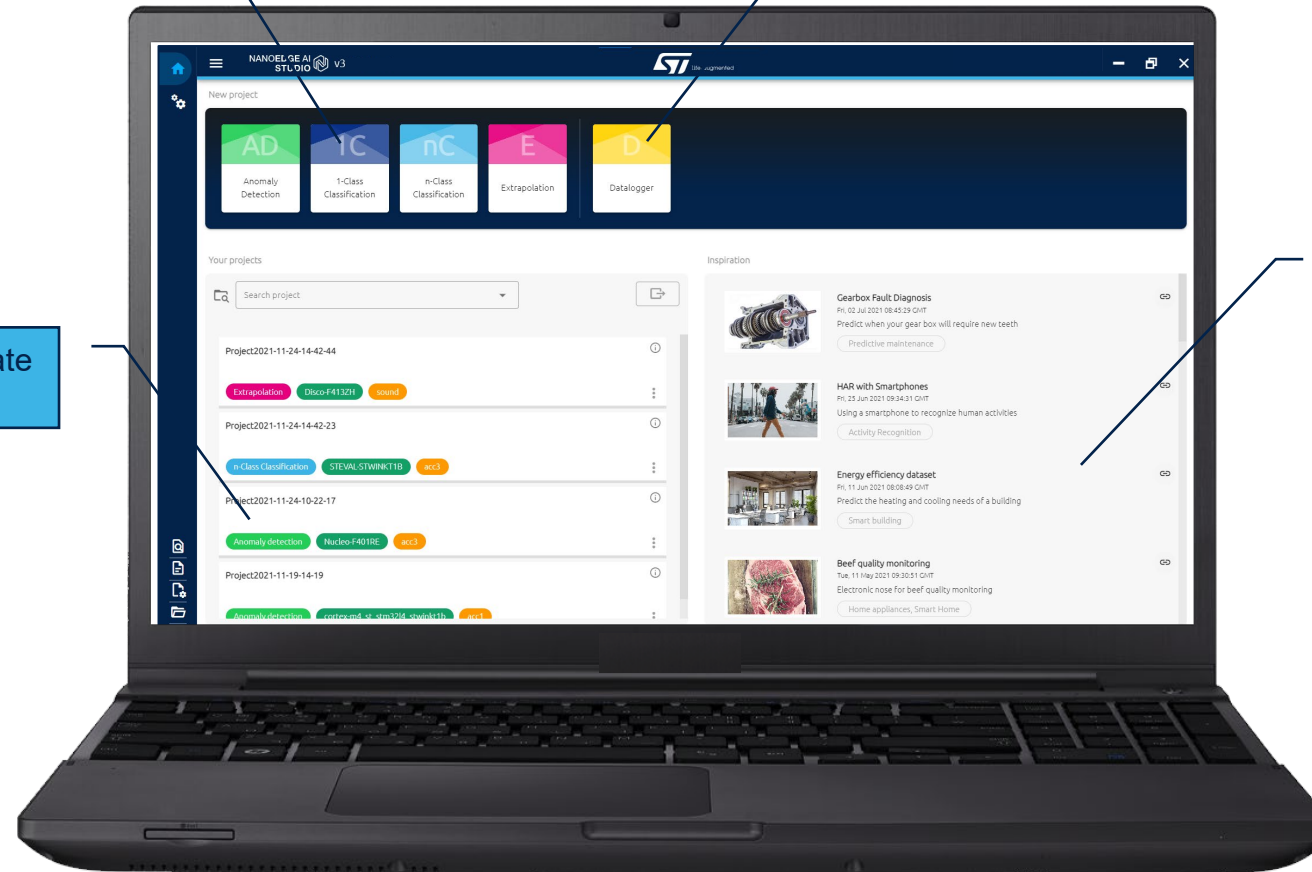 NANOEDGE AI
STUDIO
v3
life.augmented
New project
AD
1C
nC
E
D
Anomaly
Detection
1-Class
Classification
n-Class
Classification
Extrapolation
Datalogger
Your projects
Search project
Project2021-11-24-14-42-44
Extrapolation Disco-F413ZH sound
Project2021-11-24-14-42-23
n-Class Classification STEVAL-STWINKT1B acc3
Project2021-11-24-10-22-17
Anomaly detection Nucleo-F401RE acc3
Project2021-11-19-14-19
Anomaly detection cortex-m4_st_stm32l4_stwinkt1b acc1
Inspiration
Gearbox Fault Diagnosis
Fri, 02 Jul 2021 08:45:29 GMT
Predict when your gear box will require new teeth
Predictive maintenance
HAR with Smartphones
Fri, 25 Jun 2021 09:34:31 GMT
Using a smartphone to recognize human activities
Activity Recognition
Energy efficiency dataset
Fri, 11 Jun 2021 08:08:49 GMT
Predict the heating and cooling needs of a building
Smart building
Beef quality monitoring
Tue, 11 May 2021 09:30:51 GMT
Electronic nose for beef quality monitoring
Home appliances, Smart Home
ate